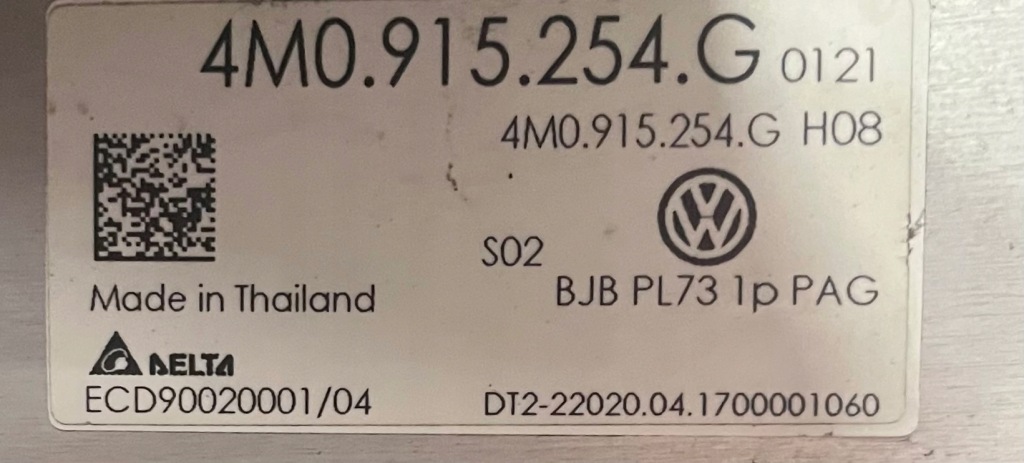 4M0.915.254.G 0121
4M0.915.254.G H08
S02
BJB PL73 1p PAG
Made in Thailand
DELTA
ECD90020001/04
DT2-22020.04.1700001060